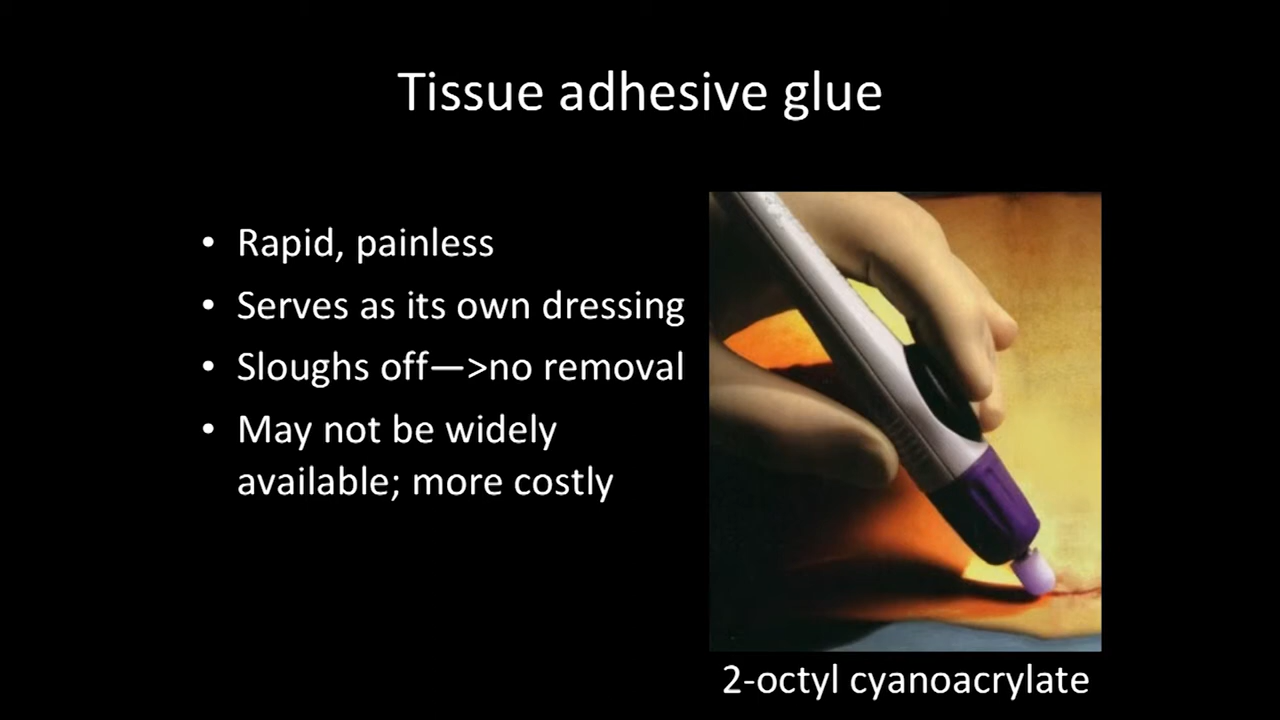 Tissue adhesive glue
• Rapid, painless
• Serves as its own dressing
• Sloughs off—>no removal
• May not be widely
available; more costly
2-octyl cyanoacrylate